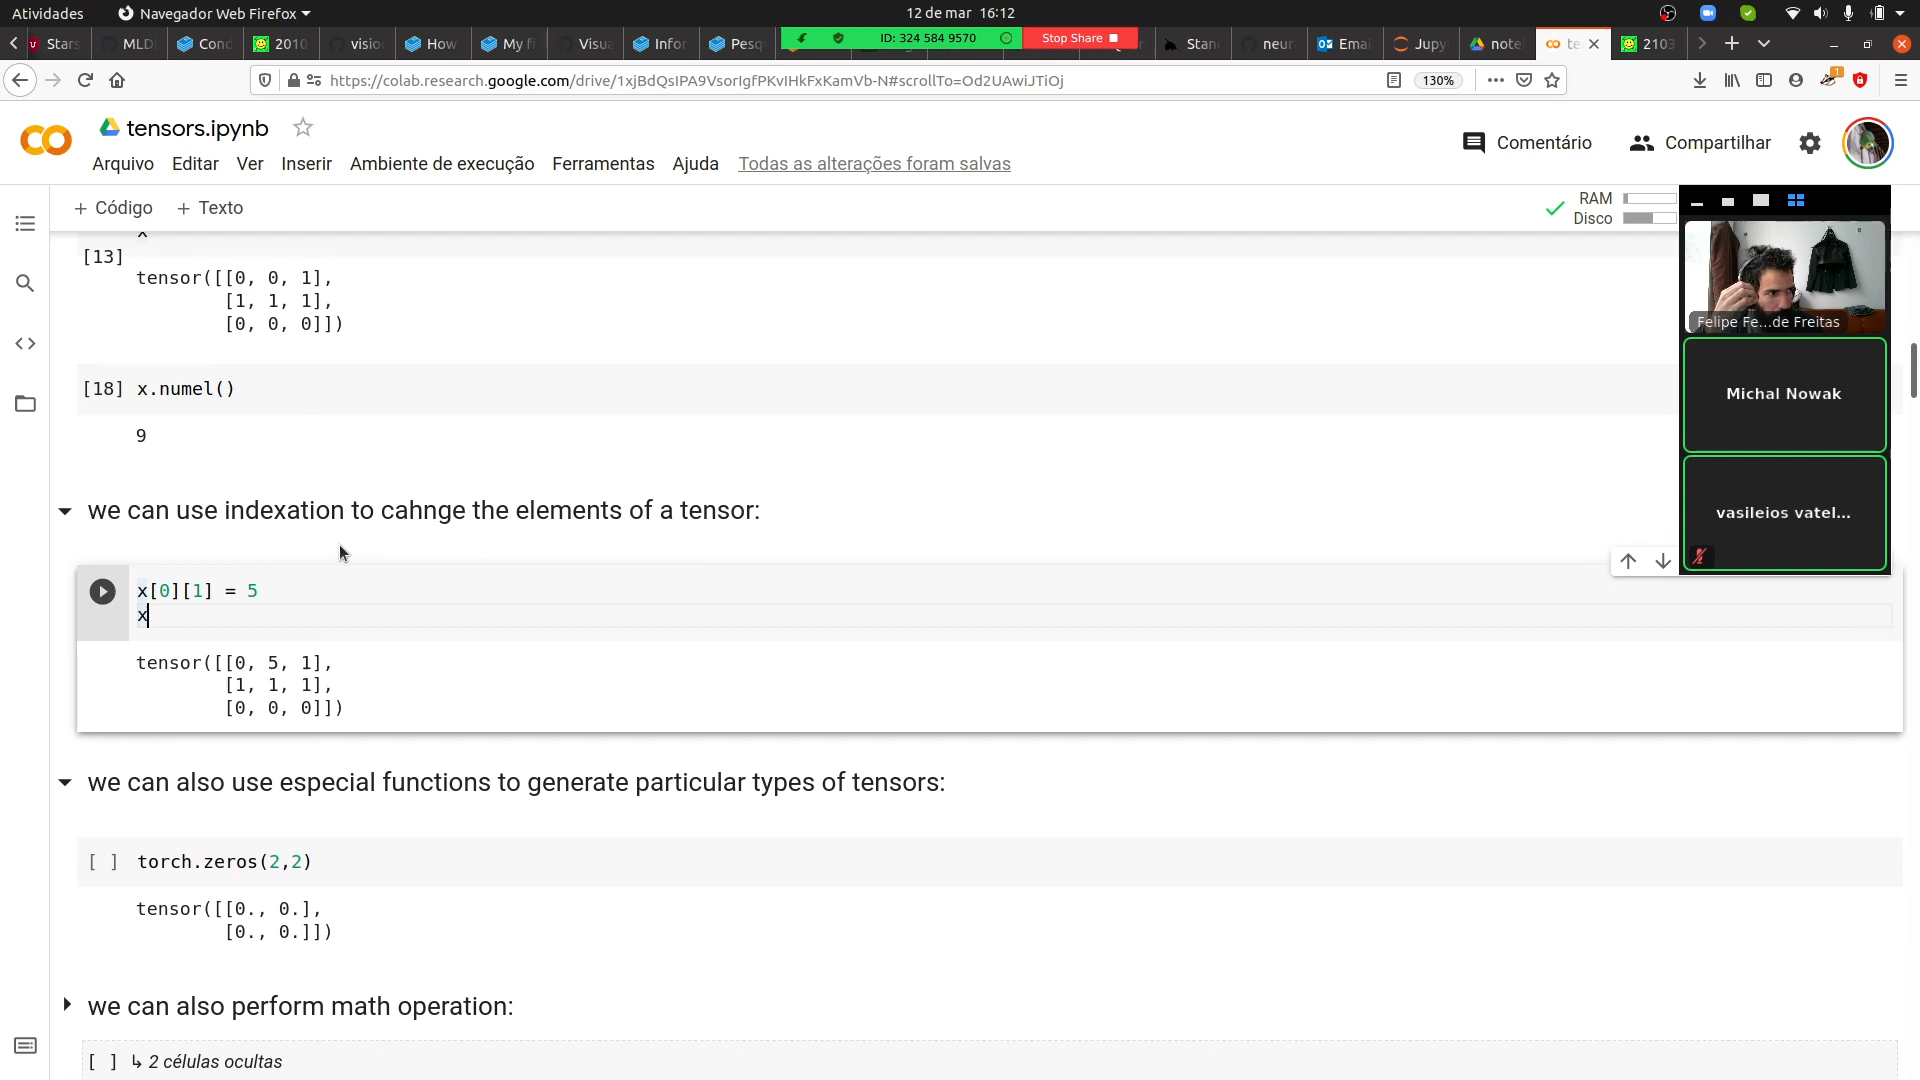 Atividades
Navegador Web Firefox
12 de mar 16:12
Stars
MLD
Cond
2010
visio
How
My fi
Visua
Infor
Pesq
ID: 324 584 9570
Stop Share
Stan
neur
Emai
Jupy
note
te
2103
https://colab.research.google.com/drive/1xjBdQsIPA9VsorIgfPKvIHkFxKamVb-N#scrollTo=Od2UAwiJTiOj
130%
tensors.ipynb
Comentário
Compartilhar
Arquivo Editar Ver Inserir Ambiente de execução Ferramentas Ajuda Todas as alterações foram salvas
+ Código + Texto
RAM
Disco
x
[13]
tensor([[0, 0, 1],
[1, 1, 1],
[0, 0, 0]])
Felipe Fe...de Freitas
Michal Nowak
vasileios vatel...
[18] x.numel()
9
we can use indexation to cahnge the elements of a tensor:
x[0][1] = 5
x
tensor([[0, 5, 1],
[1, 1, 1],
[0, 0, 0]])
we can also use especial functions to generate particular types of tensors:
[ ] torch.zeros(2,2)
tensor([[0., 0.],
[0., 0.]])
we can also perform math operation:
[ ] ↳ 2 células ocultas